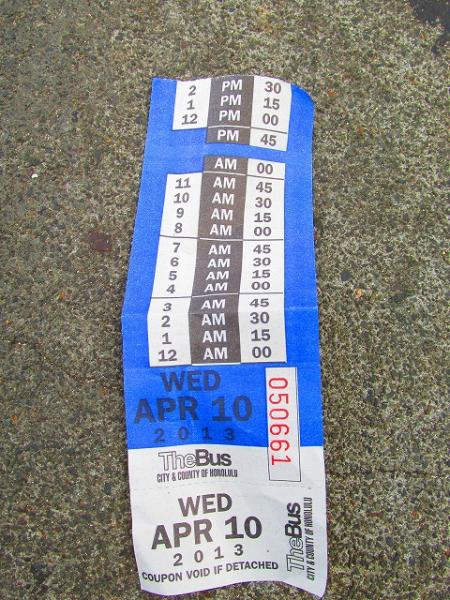 2 PM 30
1 PM 15
12 PM 00
PM 45
AM 00
11 AM 45
10 AM 30
9 AM 15
8 AM 00
7 AM 45
6 AM 30
5 AM 15
4 AM 00
3 AM 45
2 AM 30
1 AM 15
12 AM 00
WED
APR 10
2013
050661
TheBus
CITY & COUNTY OF HONOLULU
WED
APR 10
2013
COUPON VOID IF DETACHED
TheBus
CITY & COUNTY OF HONOLULU